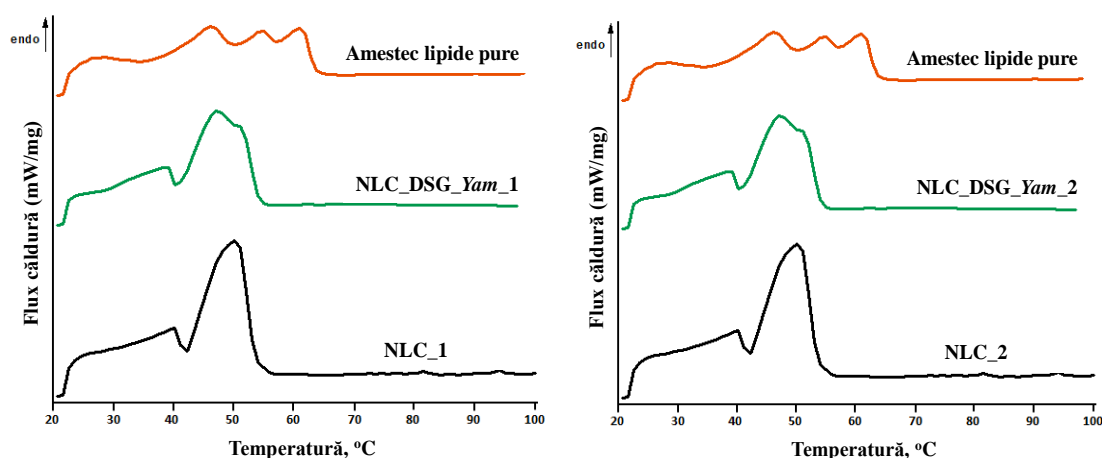 endo
Amestec lipide pure
NLC_DSG_Yam_1
NLC_1
Flux căldură (mW/mg)
20 30 40 50 60 70 80 90 100
Temperatură, °C
endo
Amestec lipide pure
NLC_DSG_Yam_2
NLC_2
Flux căldură (mW/mg)
20 30 40 50 60 70 80 90 100
Temperatură, °C